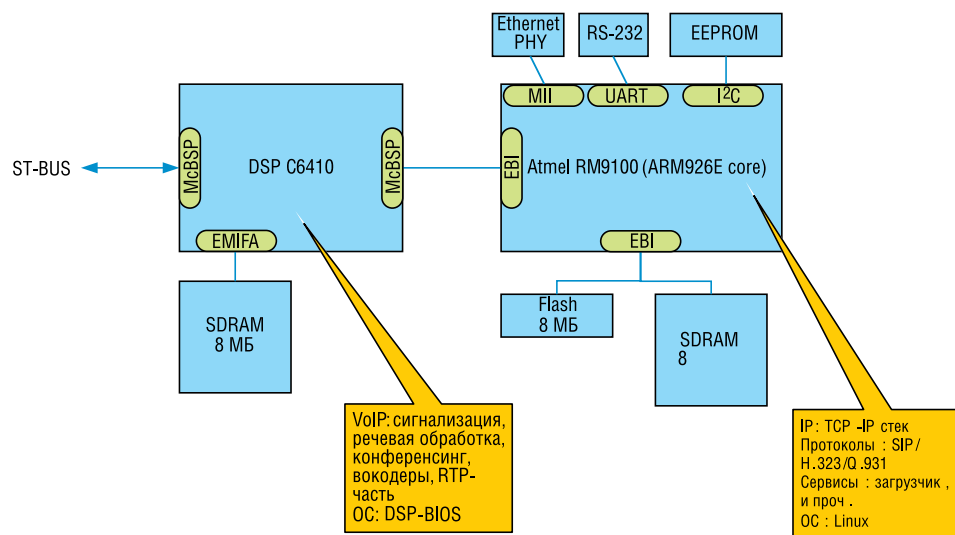 Ethernet
PHY
RS-232
EEPROM
MII
UART
I²C
ST-BUS
McBSP
DSP C6410
McBSP
EBI
Atmel RM9100 (ARM926E core)
EMIFA
EBI
SDRAM
8 МБ
Flash
8 МБ
SDRAM
8
VoIP: сигнализация,
речевая обработка,
конференсинг,
вокодеры, RTP-
часть
ОС: DSP-BIOS
IP: TCP -IP стек
Протоколы : SIP/
H.323/Q.931
Сервисы : загрузчик ,
и проч .
ОС : Linux